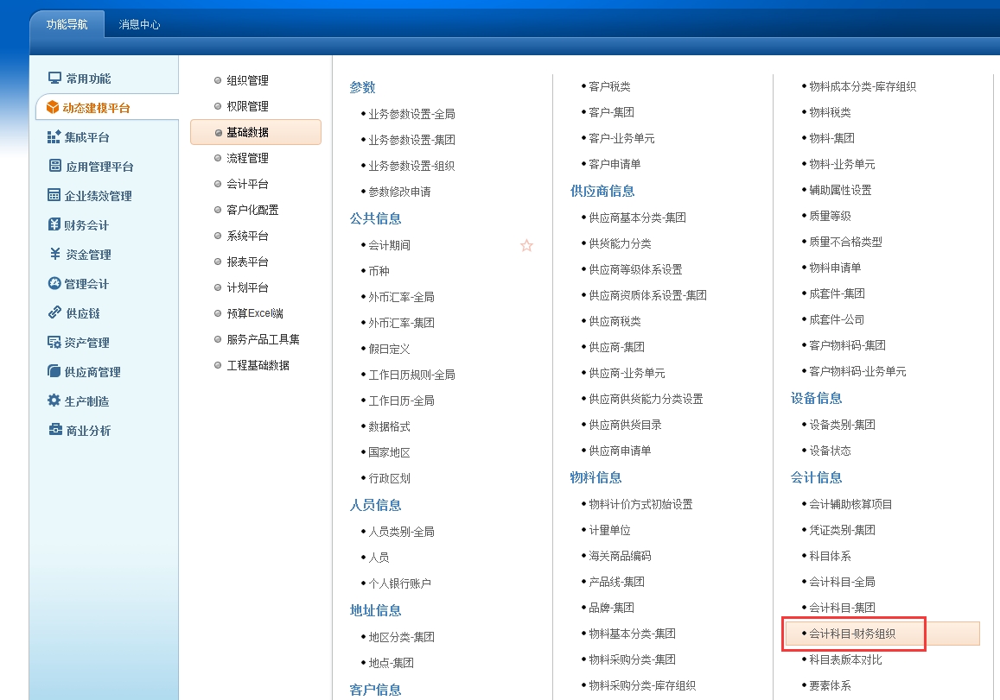 功能导航
消息中心
常用功能
动态建模平台
集成平台
应用管理平台
企业绩效管理
财务会计
资金管理
管理会计
供应链
资产管理
供应商管理
生产制造
商业分析
组织管理
权限管理
基础数据
流程管理
会计平台
客户化配置
系统平台
报表平台
计划平台
预算Excel端
服务产品工具集
工程基础数据
参数
业务参数设置-全局
业务参数设置-集团
业务参数设置-组织
参数修改申请
公共信息
会计期间
币种
外币汇率-全局
外币汇率-集团
假日定义
工作日历规则-全局
工作日历-全局
数据格式
国家地区
行政区划
人员信息
人员类别-全局
人员
个人银行账户
地址信息
地区分类-集团
地点-集团
客户信息
客户税类
客户-集团
客户-业务单元
客户申请单
供应商信息
供应商基本分类-集团
供货能力分类
供应商等级体系设置
供应商资质体系设置-集团
供应商税类
供应商-集团
供应商-业务单元
供应商供货能力分类设置
供应商供货目录
供应商申请单
物料信息
物料计价方式初始设置
计量单位
海关商品编码
产品线-集团
品牌-集团
物料基本分类-集团
物料采购分类-集团
物料采购分类-库存组织
物料成本分类-库存组织
物料税类
物料-集团
物料-业务单元
辅助属性设置
质量等级
质量不合格类型
物料申请单
成套件-集团
成套件-公司
客户物料码-集团
客户物料码-业务单元
设备信息
设备类别-集团
设备状态
会计信息
会计辅助核算项目
凭证类别-集团
科目体系
会计科目-全局
会计科目-集团
会计科目-财务组织
科目表版本对比
要素体系